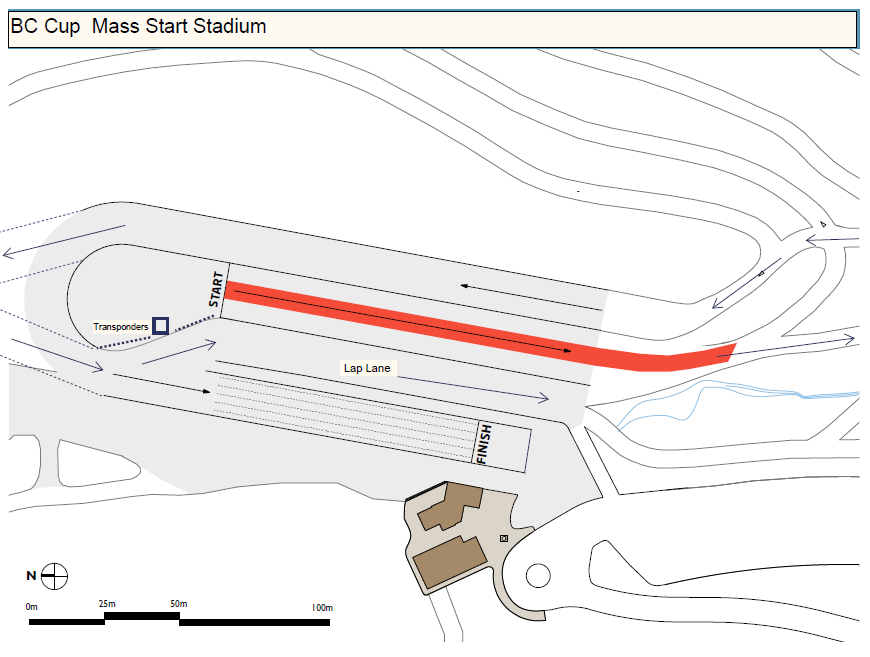 BC Cup  Mass Start Stadium
START
Transponders
Lap Lane
FINISH
N
0m
25m
50m
100m